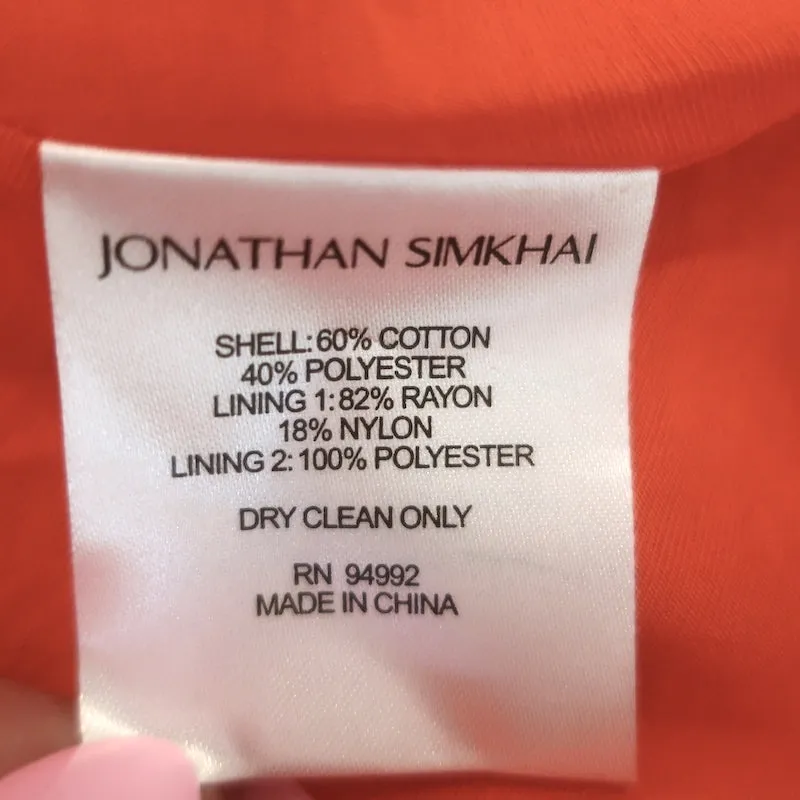 JONATHAN SIMKHAI
SHELL: 60% COTTON
40% POLYESTER
LINING 1: 82% RAYON
18% NYLON
LINING 2: 100% POLYESTER
DRY CLEAN ONLY
RN 94992
MADE IN CHINA